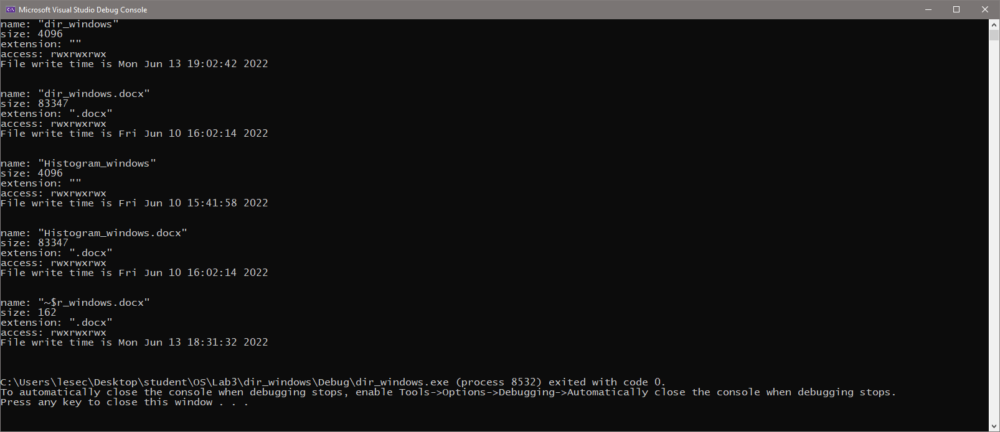 Microsoft Visual Studio Debug Console
name: "dir_windows"
size: 4096
extension: ""
access: rwxrwxrwx
File write time is Mon Jun 13 19:02:42 2022
name: "dir_windows.docx"
size: 83347
extension: ".docx"
access: rwxrwxrwx
File write time is Fri Jun 10 16:02:14 2022
name: "Histogram_windows"
size: 4096
extension: ""
access: rwxrwxrwx
File write time is Fri Jun 10 15:41:58 2022
name: "Histogram_windows.docx"
size: 83347
extension: ".docx"
access: rwxrwxrwx
File write time is Fri Jun 10 16:02:14 2022
name: "~$r_windows.docx"
size: 162
extension: ".docx"
access: rwxrwxrwx
File write time is Mon Jun 13 18:31:32 2022
C:\Users\lesec\Desktop\student\OS\Lab3\dir_windows\Debug\dir_windows.exe (process 8532) exited with code 0.
To automatically close the console when debugging stops, enable Tools->Options->Debugging->Automatically close the console when debugging stops.
Press any key to close this window . . .